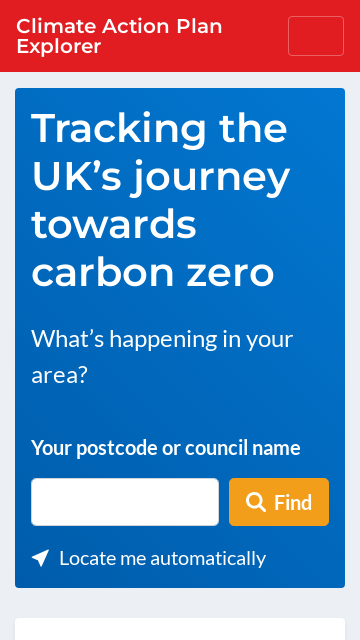 Climate Action Plan
Explorer
Tracking the
UK’s journey
towards
carbon zero
What’s happening in your
area?
Your postcode or council name
Find
Locate me automatically